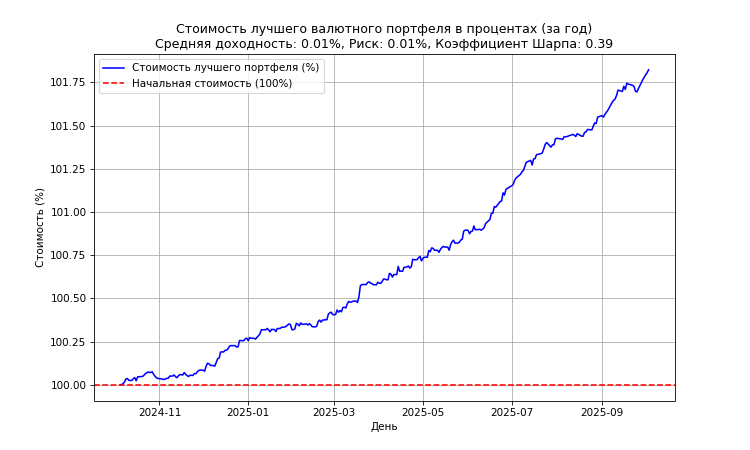 Стоимость лучшего валютного портфеля в процентах (за год)
Средняя доходность: 0.01%, Риск: 0.01%, Коэффициент Шарпа: 0.39
Стоимость лучшего портфеля (%)
Начальная стоимость (100%)
Стоимость (%)
101.75
101.50
101.25
101.00
100.75
100.50
100.25
100.00
2024-11
2025-01
2025-03
2025-05
2025-07
2025-09
День